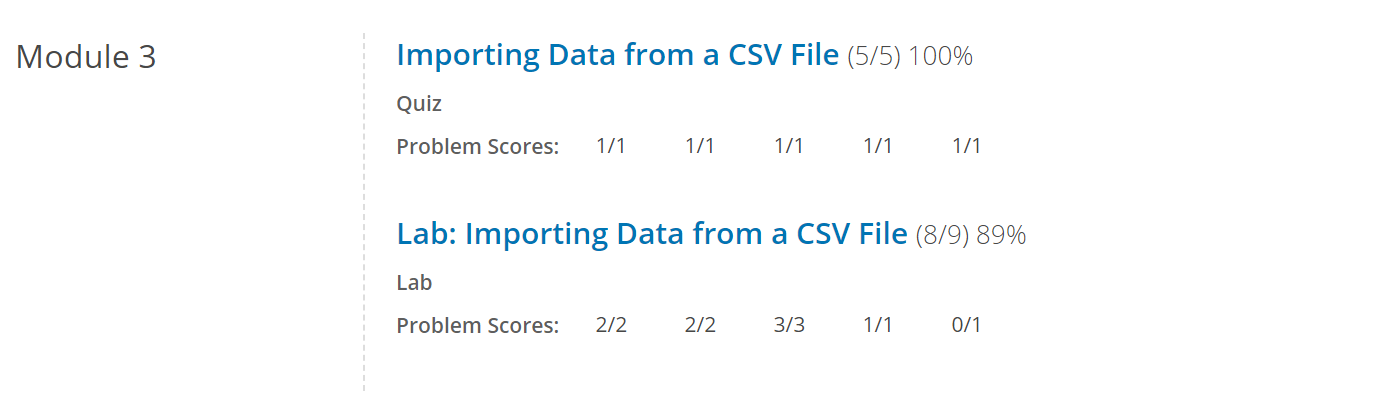 Module 3
Importing Data from a CSV File (5/5) 100%
Quiz
Problem Scores: 1/1 1/1 1/1 1/1 1/1
Lab: Importing Data from a CSV File (8/9) 89%
Lab
Problem Scores: 2/2 2/2 3/3 1/1 0/1